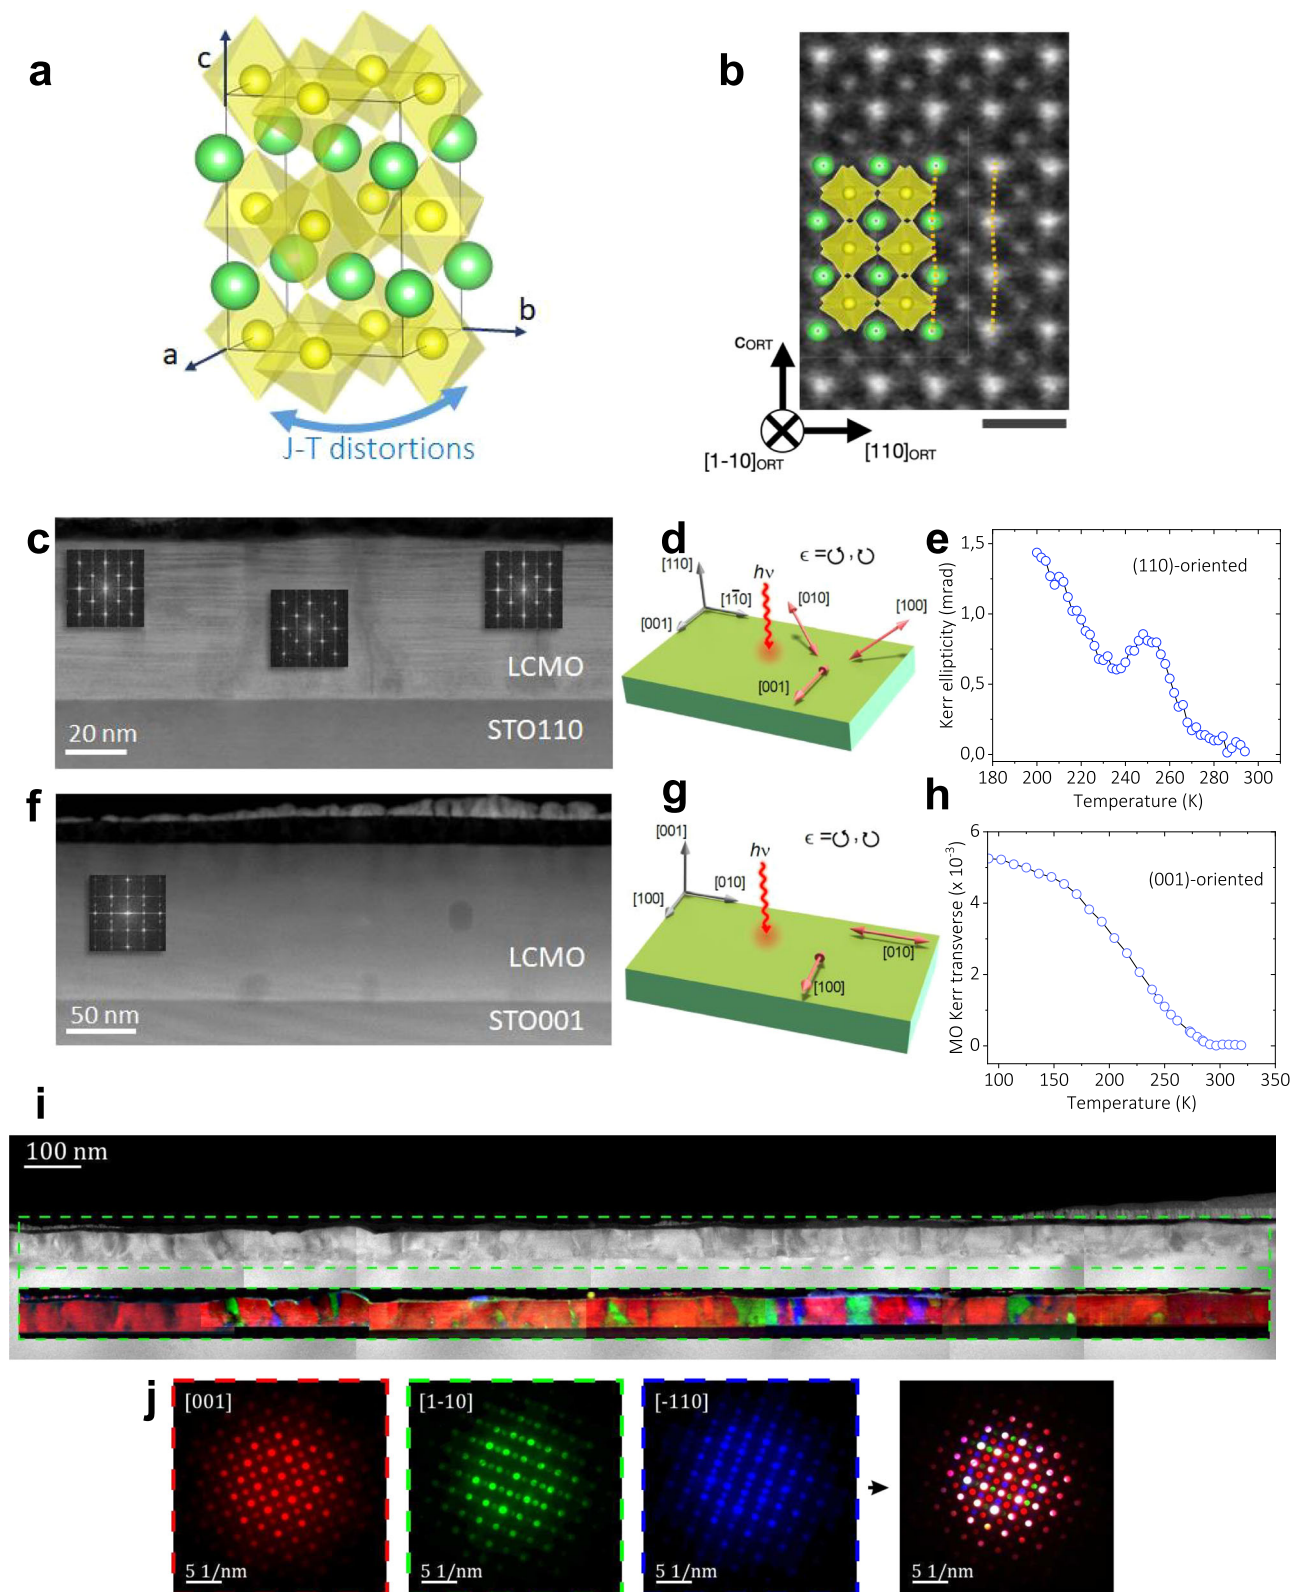 a
c
b
a
J-T distortions
b
cORT
[1-10]ORT
[110]ORT
c
LCMO
STO110
20 nm
d
ϵ =↺,↻
[110]
hν
[11̄0]
[001]
[010]
[100]
[001]
e
1,5
1,0
0,5
0,0
Kerr ellipticity (mrad)
(110)-oriented
180 200 220 240 260 280 300
Temperature (K)
f
LCMO
STO001
50 nm
g
ϵ =↺,↻
[001]
hν
[010]
[100]
[010]
[100]
h
6
4
2
0
MO Kerr transverse (x 10⁻³)
(001)-oriented
100 150 200 250 300 350
Temperature (K)
i
100 nm
j
[001]
[1-10]
[-110]
5 1/nm
5 1/nm
5 1/nm
5 1/nm